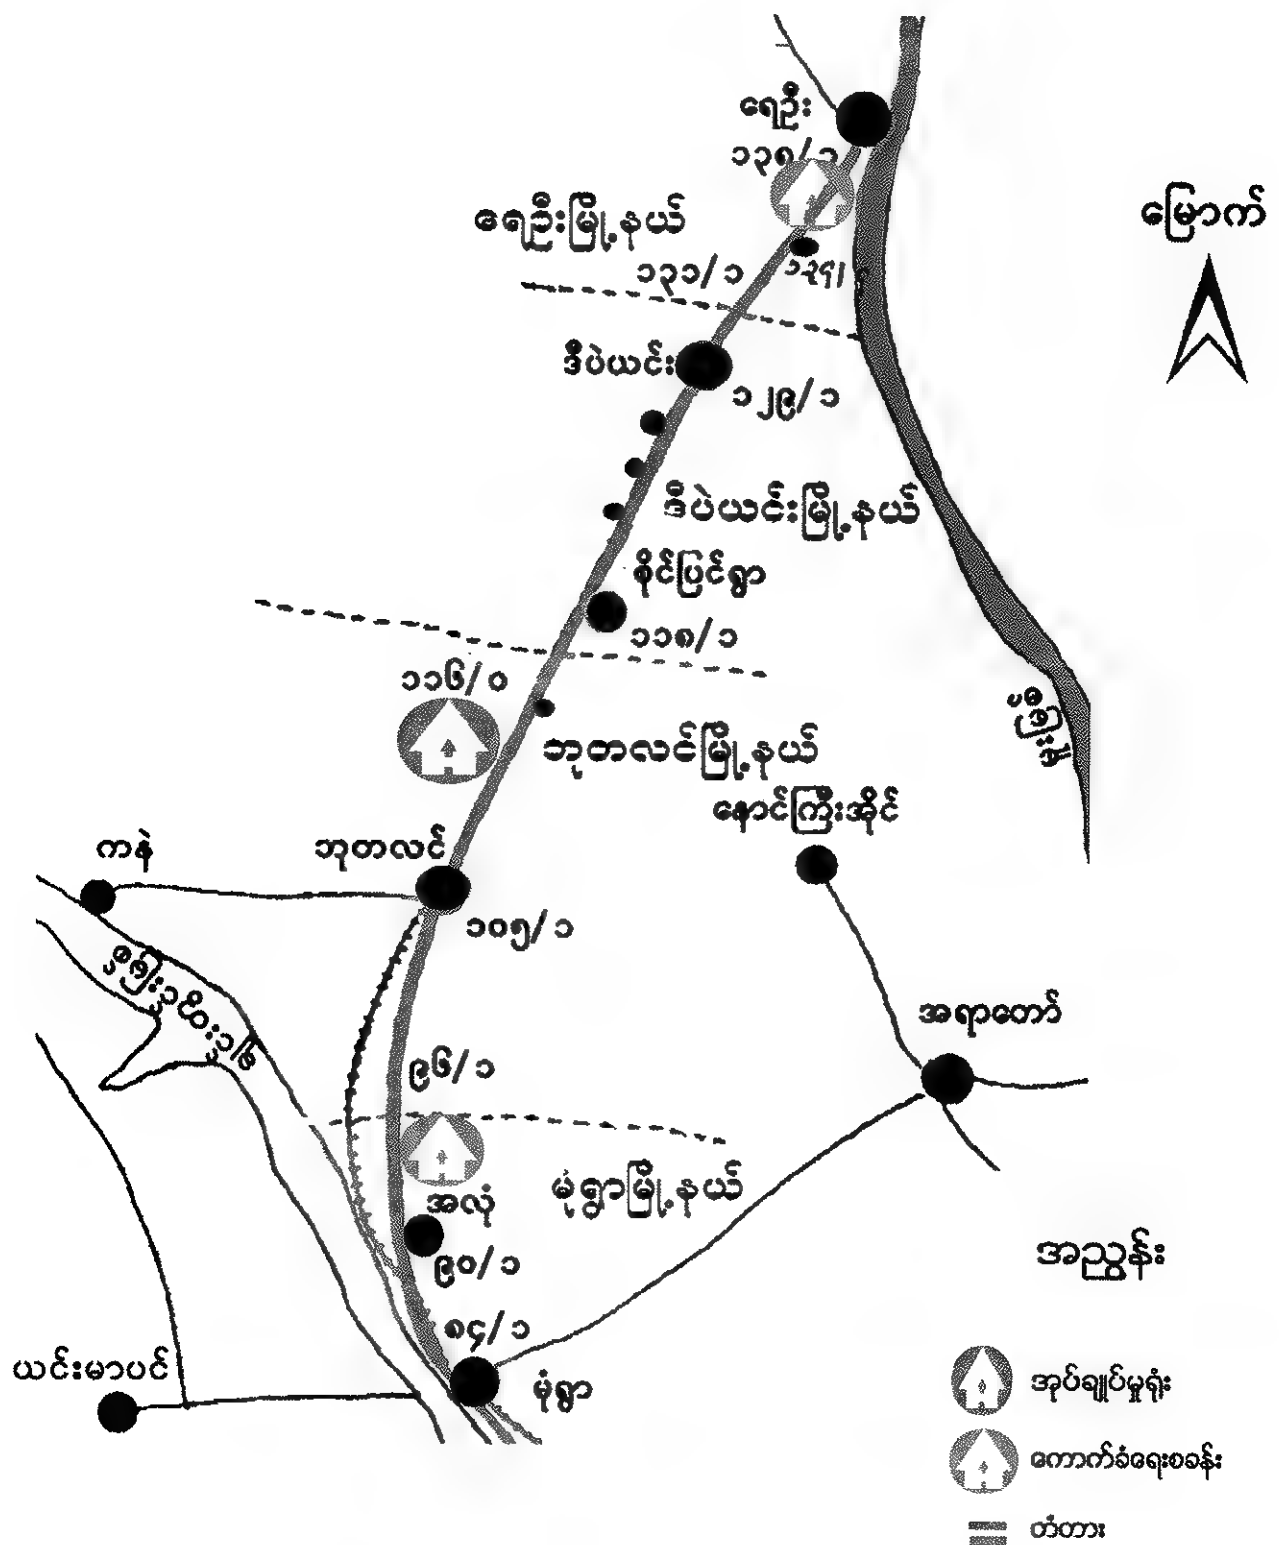 ရေဦး
၁၃၈/၁
မြောက်
ရေဦးမြို့နယ်
၁၃၁/၁
ဒီပဲယင်း
၁၂၉/၁
ဒီပဲယင်းမြို့နယ်
စိုင်ပြင်ရွာ
၁၁၈/၁
၁၁၆/၀
ဘုတလင်မြို့နယ်
နောင်ကြီးအိုင်
ကနဲ
ဘုတလင်
၁၀၅/၁
အရာတော်
၉၆/၁
မုံရွာမြို့နယ်
အလုံ
၉၀/၁
အညွှန်း
၈၄/၁
ယင်းမာပင်
မုံရွာ
အုပ်ချုပ်မှုရုံး
ကောက်ခံရေးစခန်း
တံတား